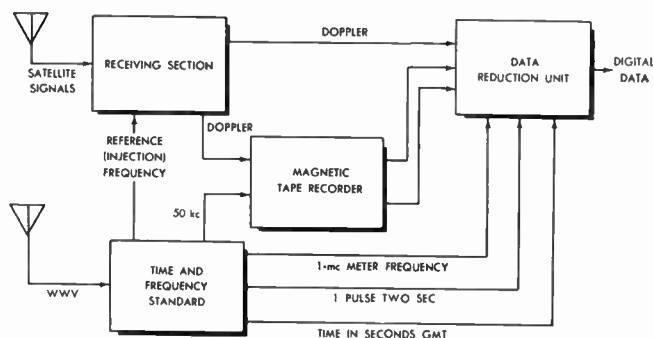 DOPPLER
RECEIVING SECTION
DATA
REDUCTION UNIT
DIGITAL
DATA
SATELLITE
SIGNALS
DOPPLER
REFERENCE
(INJECTION)
FREQUENCY
MAGNETIC
TAPE RECORDER
50 kc
TIME AND
FREQUENCY
STANDARD
WWV
1-mc METER FREQUENCY
1 PULSE TWO SEC
TIME IN SECONDS GMT